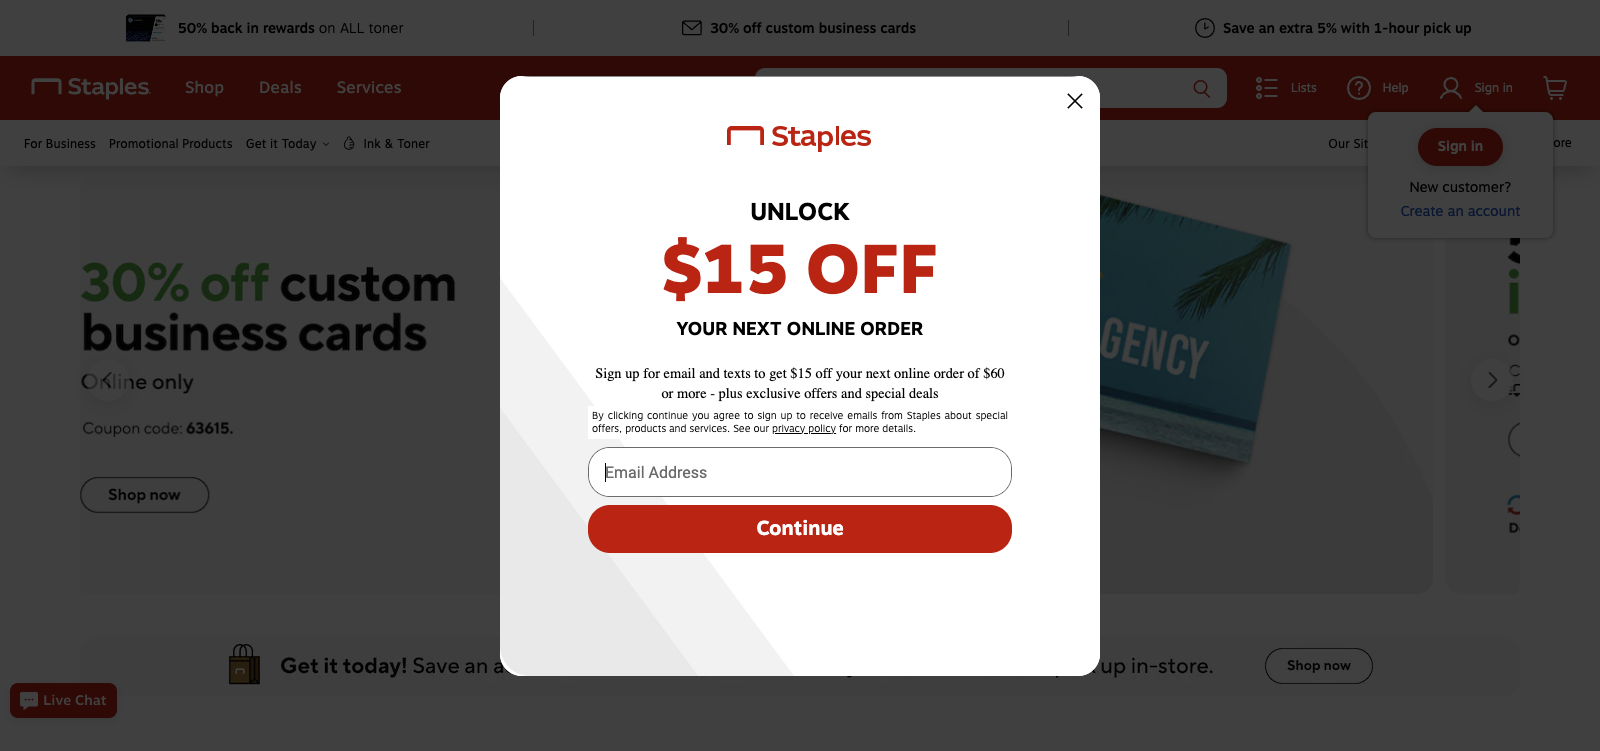 50% back in rewards on ALL toner
30% off custom business cards
Save an extra 5% with 1-hour pick up
Staples
Shop
Deals
Services
Lists
Help
Sign in
For Business
Promotional Products
Get it Today
Ink & Toner
Our Sit
ore
Sign in
New customer?
Create an account
Staples
UNLOCK
$15 OFF
YOUR NEXT ONLINE ORDER
Sign up for email and texts to get $15 off your next online order of $60
or more - plus exclusive offers and special deals
By clicking continue you agree to sign up to receive emails from Staples about special
offers, products and services. See our privacy policy for more details.
Email Address
Continue
30% off custom
business cards
Online only
Coupon code: 63615.
Shop now
GENCY
Get it today! Save an a
up in-store.
Shop now
Live Chat